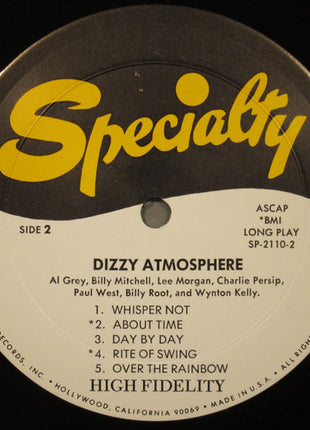 Specialty
SIDE 2
ASCAP
*BMI
LONG PLAY
SP-2110-2
DIZZY ATMOSPHERE
Al Grey, Billy Mitchell, Lee Morgan, Charlie Persip,
Paul West, Billy Root, and Wynton Kelly.
1. WHISPER NOT
*2. ABOUT TIME
3. DAY BY DAY
*4. RITE OF SWING
5. OVER THE RAINBOW
HIGH FIDELITY
RECORDS, INC. • HOLLYWOOD, CALIFORNIA 90069 • MADE IN U.S.A. • ALL RIGHT